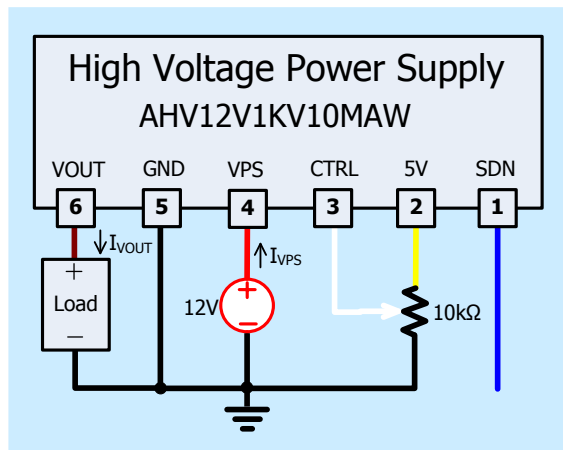 High Voltage Power Supply
AHV12V1KV10MAW
VOUT GND VPS CTRL 5V SDN
6 5 4 3 2 1
↓IVOUT ↑IVPS
+ +
Load 12V 10kΩ
− −